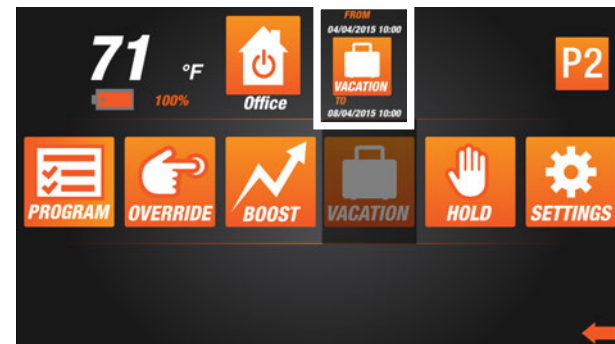 71 °F
100%
Office
FROM
04/04/2015 10:00
VACATION
TO
08/04/2015 10:00
P2
PROGRAM
OVERRIDE
BOOST
VACATION
HOLD
SETTINGS